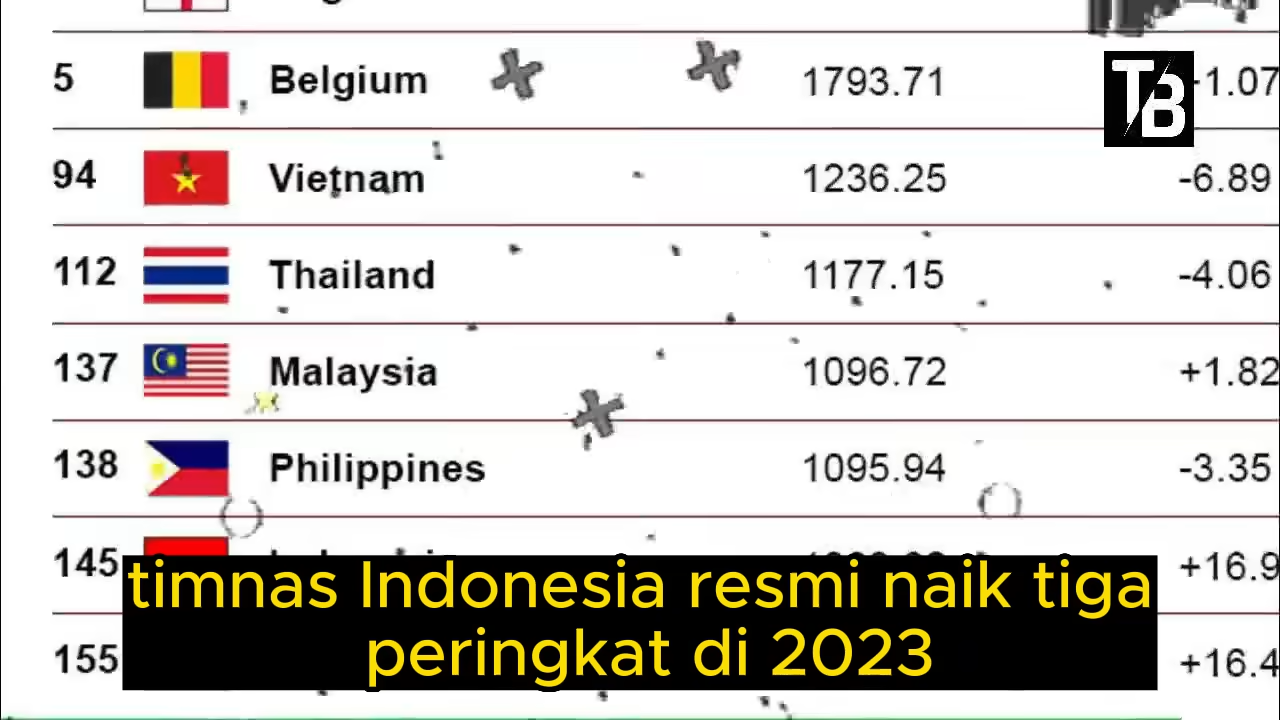 5 Belgium 1793.71 -1.07
94 Vietnam 1236.25 -6.89
112 Thailand 1177.15 -4.06
137 Malaysia 1096.72 +1.82
138 Philippines 1095.94 -3.35
145 +16.9
155 +16.4
timnas Indonesia resmi naik tiga
peringkat di 2023
TB